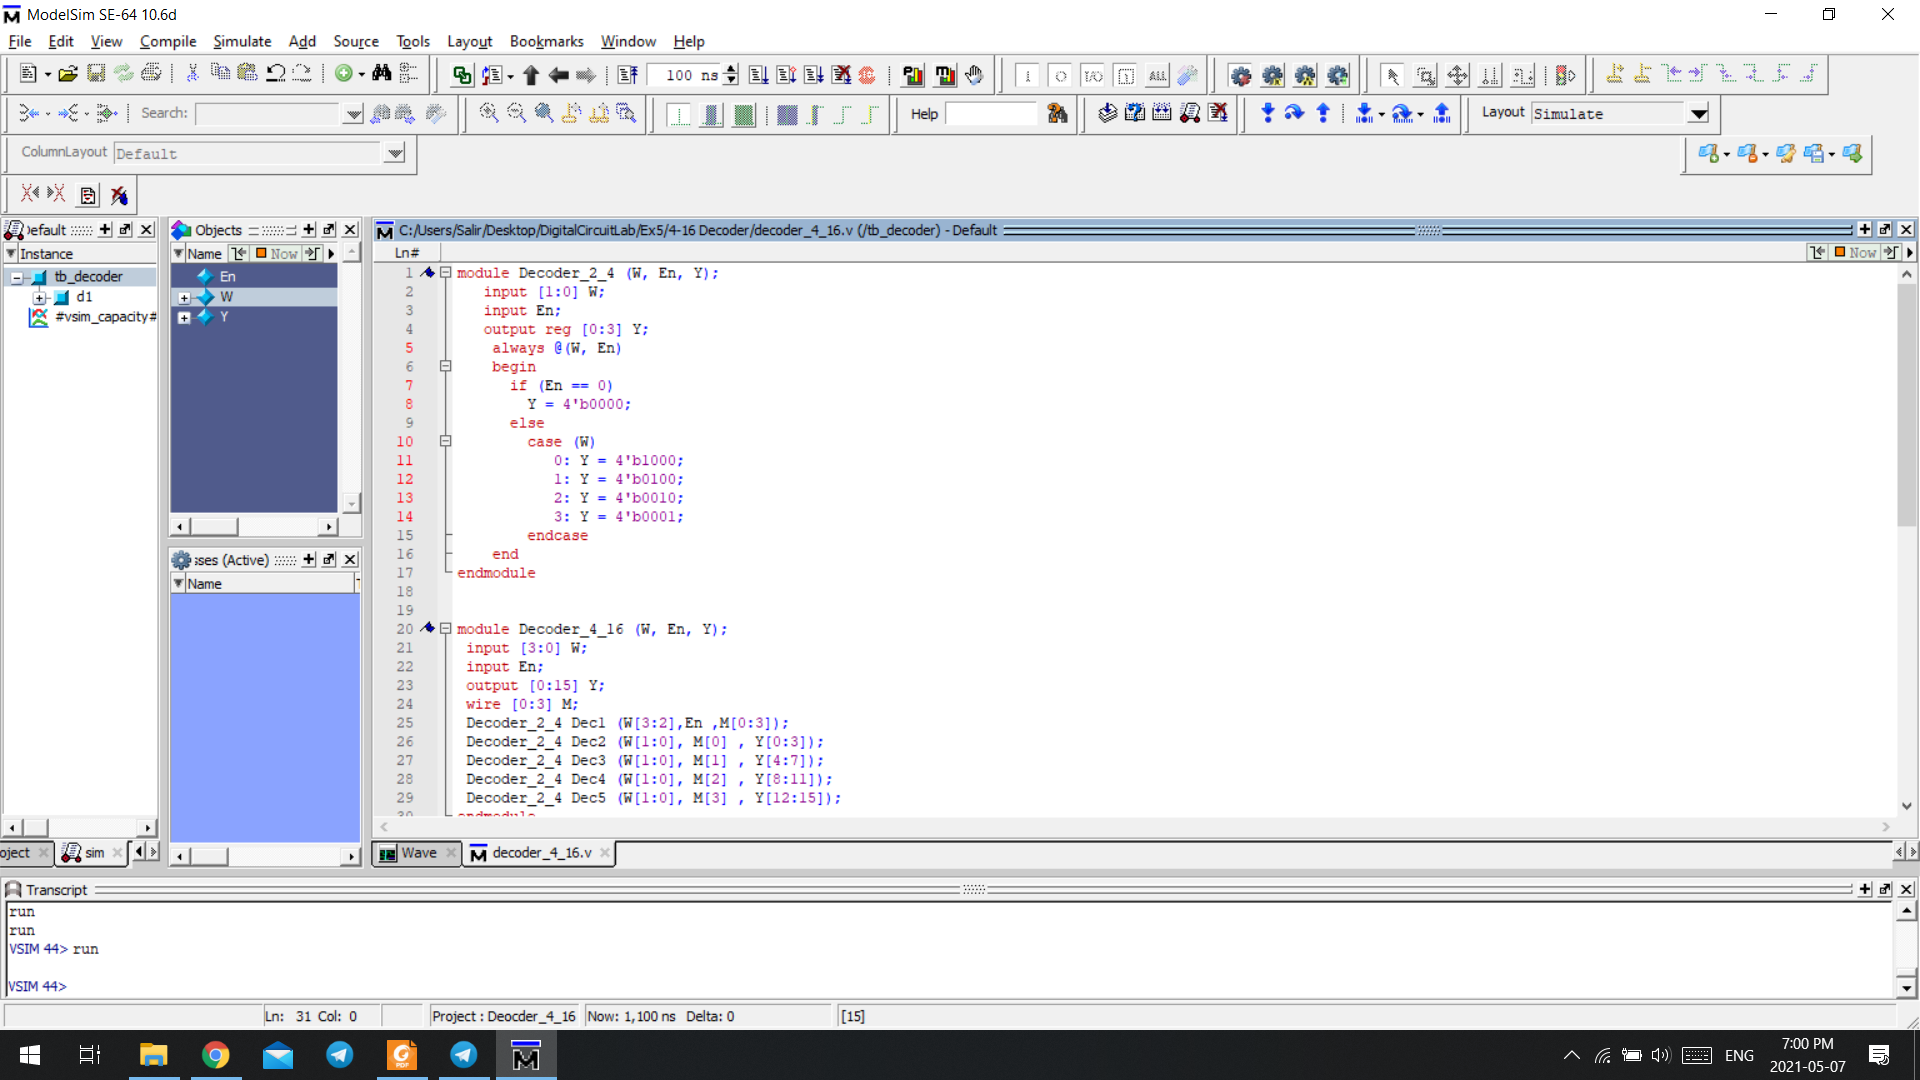 ModelSim SE-64 10.6d
File Edit View Compile Simulate Add Source Tools Layout Bookmarks Window Help
100 ns
Search:
Help
Layout Simulate
ColumnLayout Default
Default
Instance
tb_decoder
d1
#vsim_capacity#
Objects
Name
Now
En
W
Y
sses (Active)
Name
C:/Users/Salir/Desktop/DigitalCircuitLab/Ex5/4-16 Decoder/decoder_4_16.v (/tb_decoder) - Default
Ln#
Now
1 module Decoder_2_4 (W, En, Y);
2 input [1:0] W;
3 input En;
4 output reg [0:3] Y;
5 always @(W, En)
6 begin
7 if (En == 0)
8 Y = 4'b0000;
9 else
10 case (W)
11 0: Y = 4'b1000;
12 1: Y = 4'b0100;
13 2: Y = 4'b0010;
14 3: Y = 4'b0001;
15 endcase
16 end
17 endmodule
18
19
20 module Decoder_4_16 (W, En, Y);
21 input [3:0] W;
22 input En;
23 output [0:15] Y;
24 wire [0:3] M;
25 Decoder_2_4 Dec1 (W[3:2],En ,M[0:3]);
26 Decoder_2_4 Dec2 (W[1:0], M[0] , Y[0:3]);
27 Decoder_2_4 Dec3 (W[1:0], M[1] , Y[4:7]);
28 Decoder_2_4 Dec4 (W[1:0], M[2] , Y[8:11]);
29 Decoder_2_4 Dec5 (W[1:0], M[3] , Y[12:15]);
30 endmodule
oject sim
Wave decoder_4_16.v
Transcript
run
run
VSIM 44> run
VSIM 44>
Ln: 31 Col: 0 Project : Deocder_4_16 Now: 1,100 ns Delta: 0 [15]
ENG
7:00 PM
2021-05-07